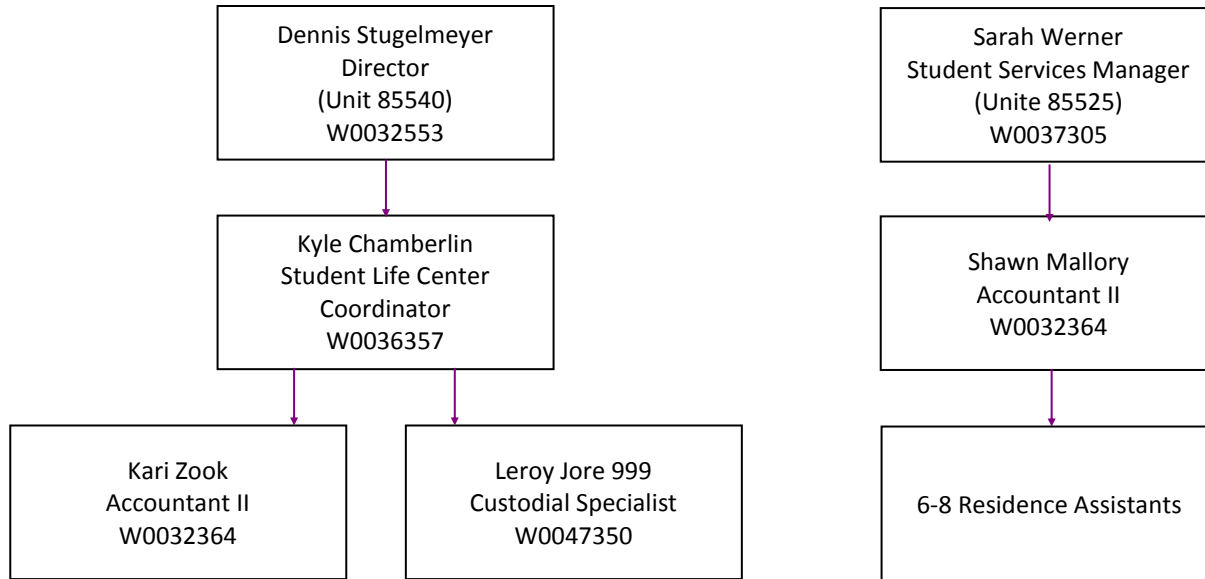 Dennis Stugelmeyer
Director
(Unit 85540)
W0032553
Sarah Werner
Student Services Manager
(Unite 85525)
W0037305
Kyle Chamberlin
Student Life Center
Coordinator
W0036357
Shawn Mallory
Accountant II
W0032364
Kari Zook
Accountant II
W0032364
Leroy Jore 999
Custodial Specialist
W0047350
6-8 Residence Assistants